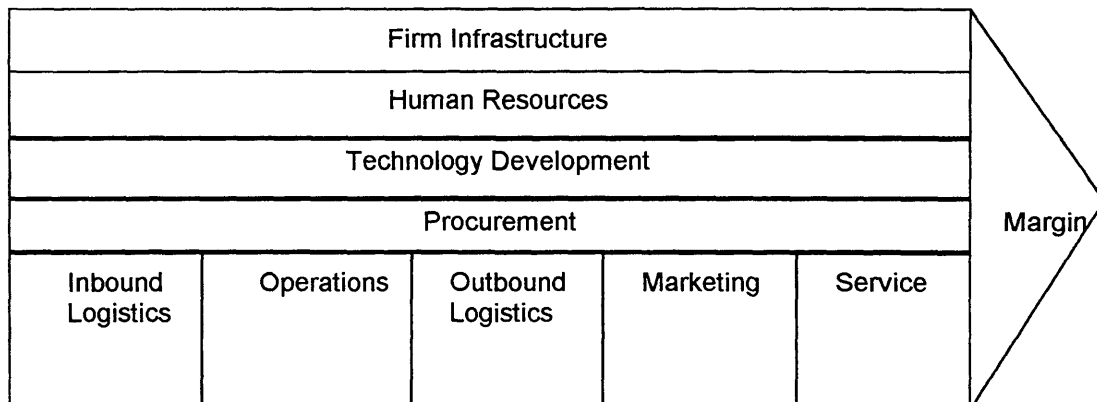 Firm Infrastructure
Human Resources
Technology Development
Procurement
Margin
Inbound
Logistics
Operations
Outbound
Logistics
Marketing
Service